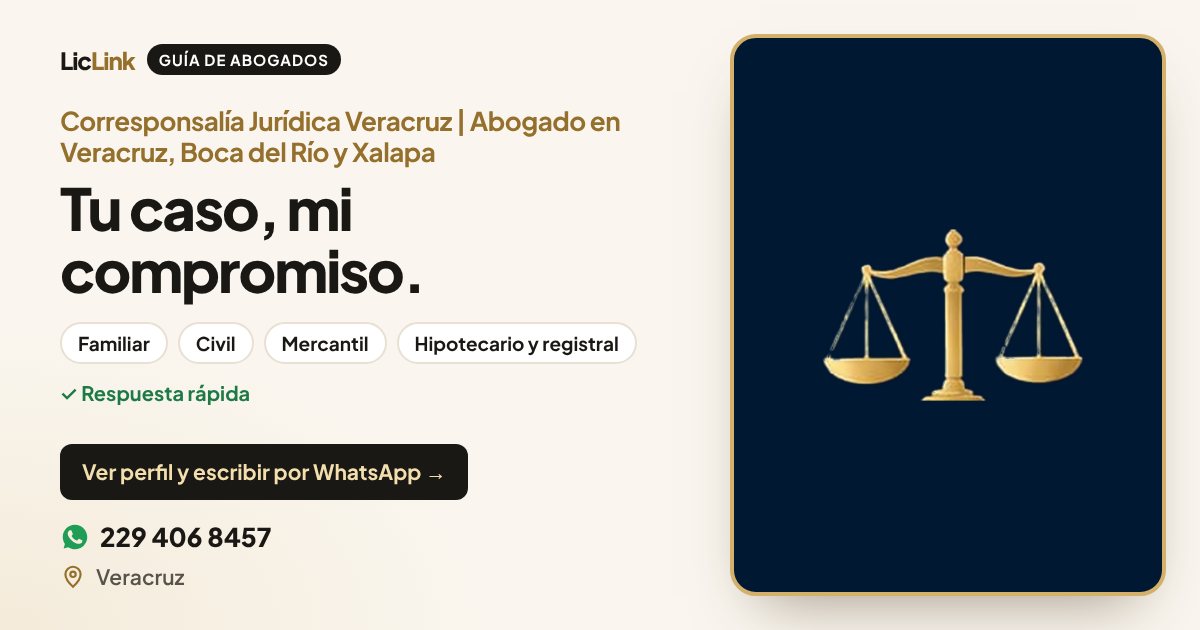 LicLink GUÍA DE ABOGADOS
Corresponsalía Jurídica Veracruz | Abogado en
Veracruz, Boca del Río y Xalapa
Tu caso, mi
compromiso.
Familiar Civil Mercantil Hipotecario y registral
✓ Respuesta rápida
Ver perfil y escribir por WhatsApp →
229 406 8457
Veracruz